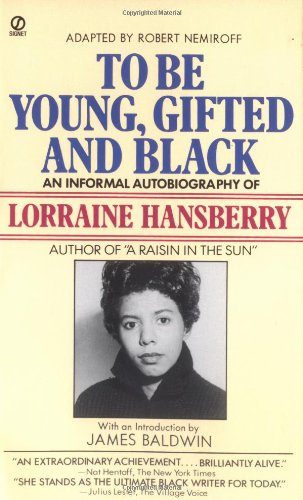 SIGNET
ADAPTED BY ROBERT NEMIROFF
TO BE
YOUNG, GIFTED
AND BLACK
AN INFORMAL AUTOBIOGRAPHY OF
LORRAINE HANSBERRY
AUTHOR OF "A RAISIN IN THE SUN"
With an Introduction by
JAMES BALDWIN
"AN EXTRAORDINARY ACHIEVEMENT.... BRILLIANTLY ALIVE."
—Nat Hentoff, The New York Times
"SHE STANDS AS THE ULTIMATE BLACK WRITER FOR TODAY."
—Julius Lester, The Village Voice